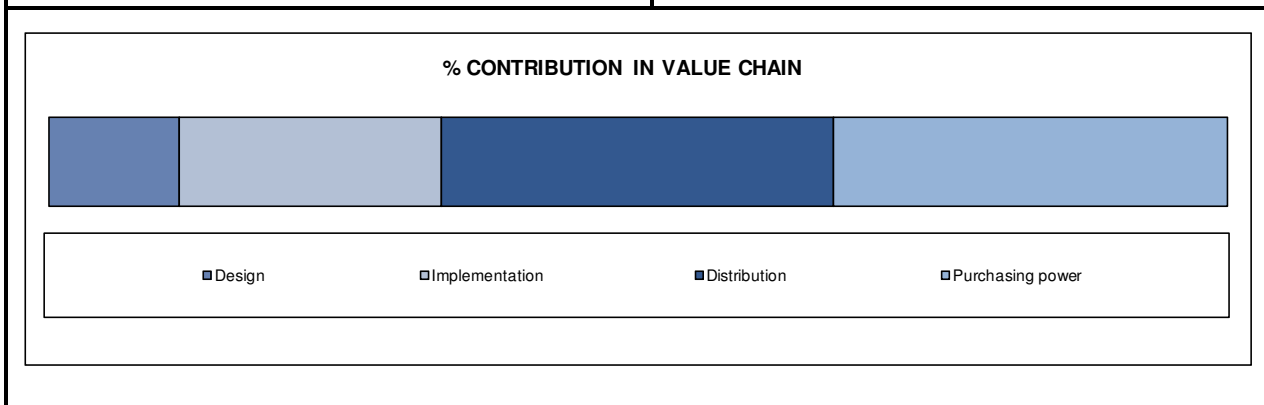 % CONTRIBUTION IN VALUE CHAIN
Design Implementation Distribution Purchasing power